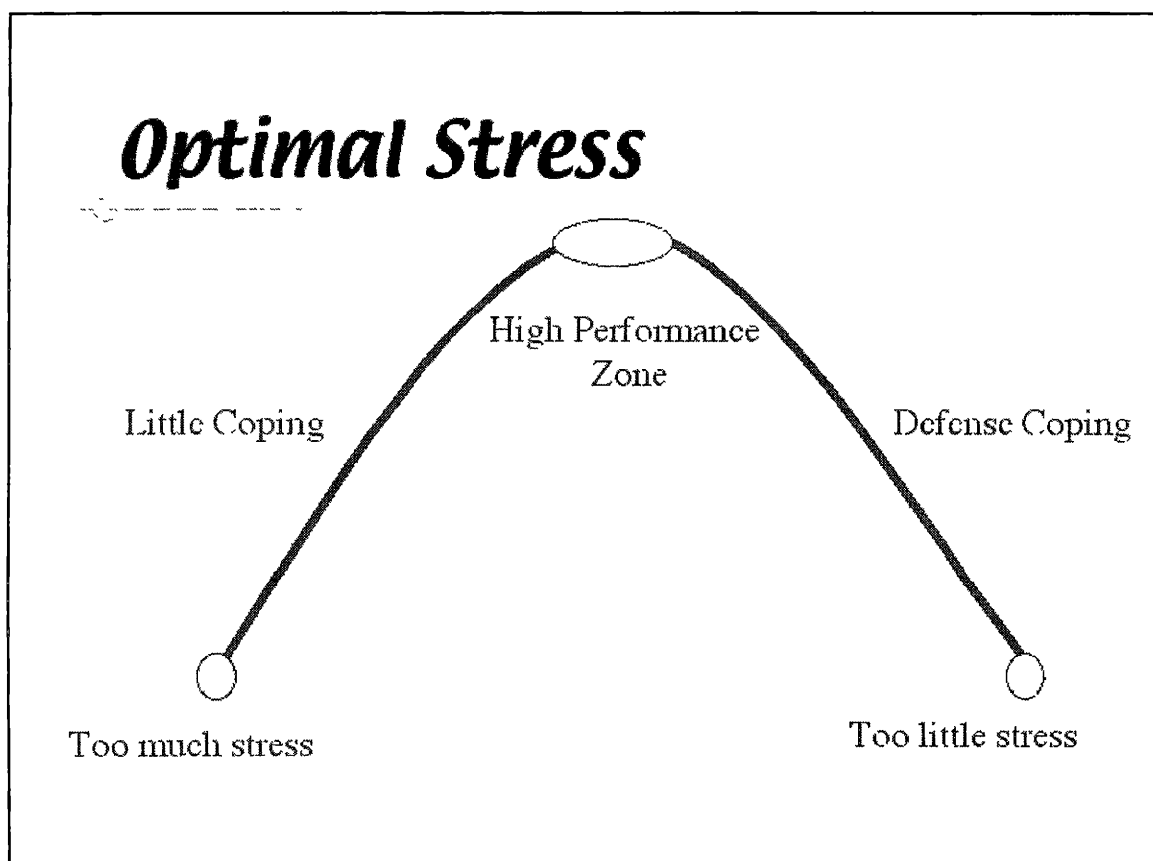 Optimal Stress
High Performance
Zone
Little Coping
Defense Coping
Too much stress
Too little stress